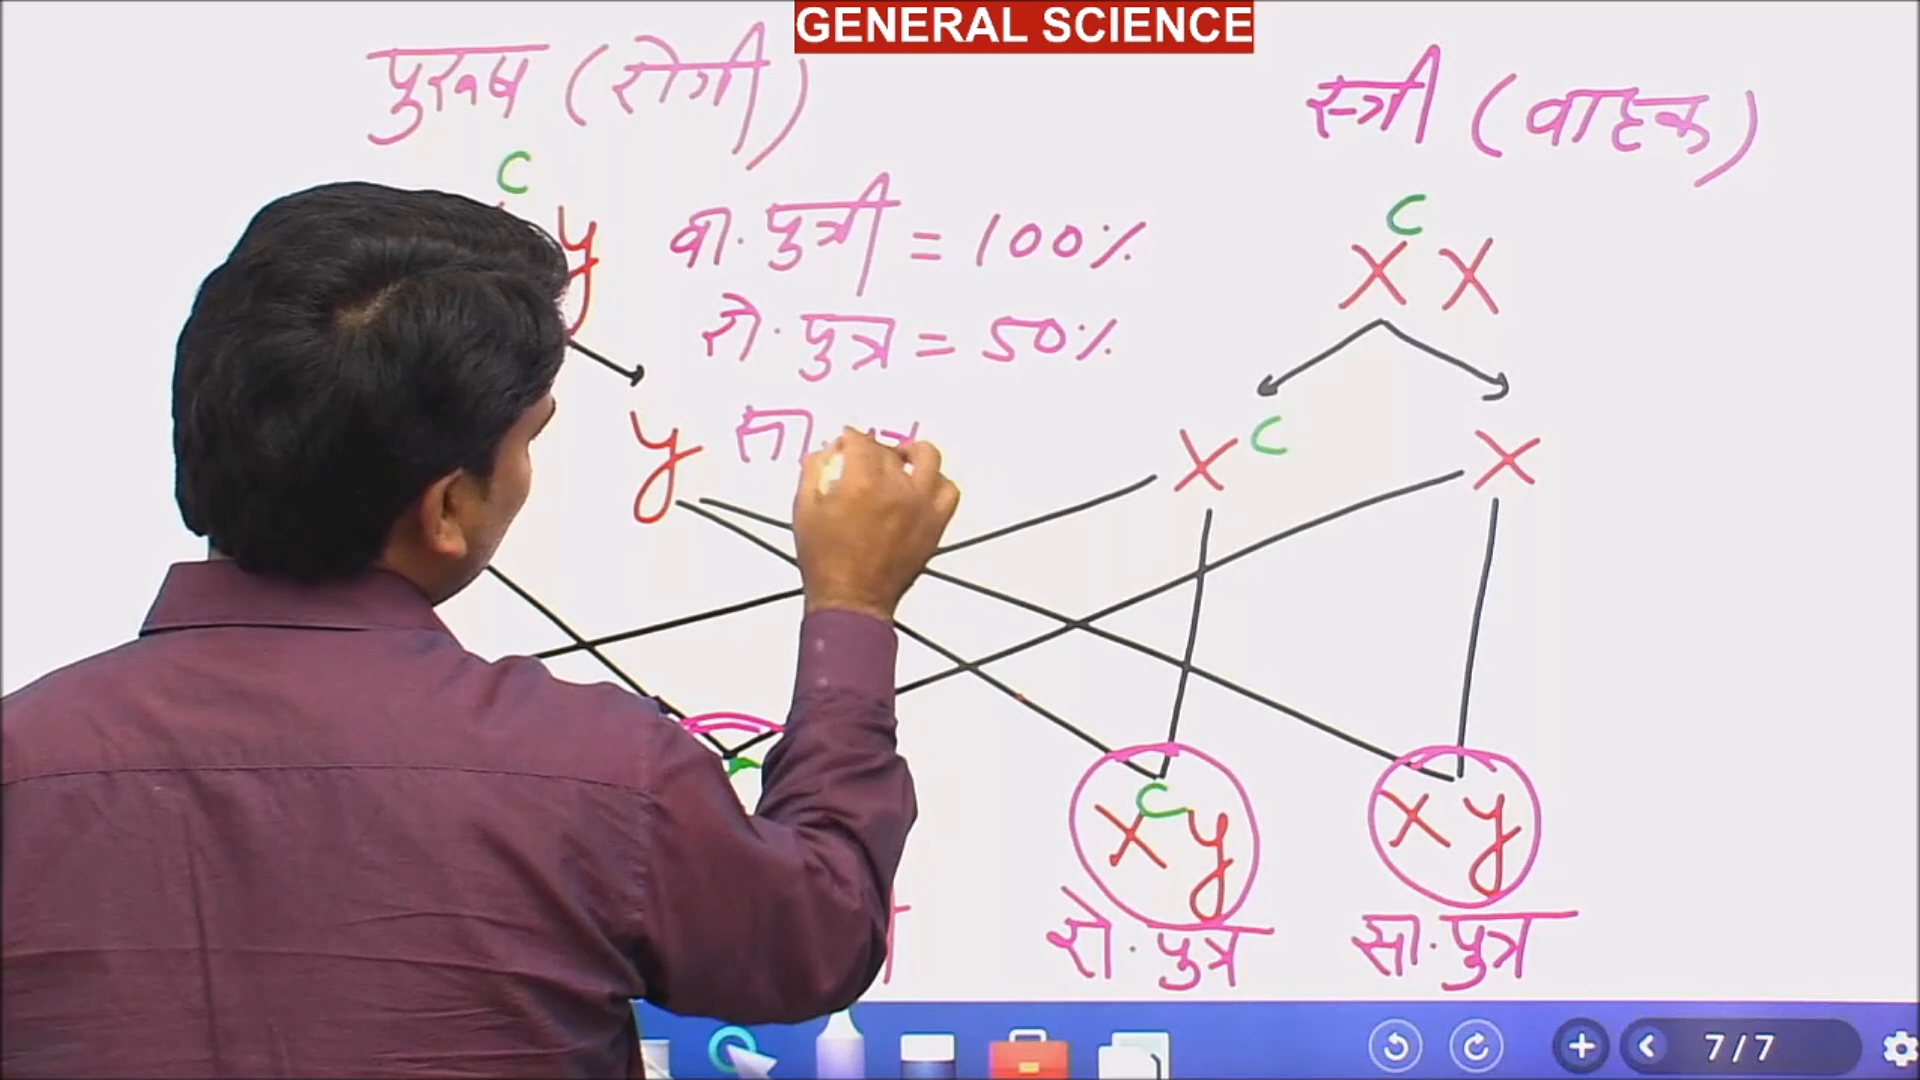 GENERAL SCIENCE
पुरूष (रोगी)
स्त्री (वाहक)
C
y
वा. पुत्री = 100%
C
X X
रो. पुत्र = 50%
y
सा.
X C
X
X C y
X y
रो. पुत्र
सा. पुत्र
7/7